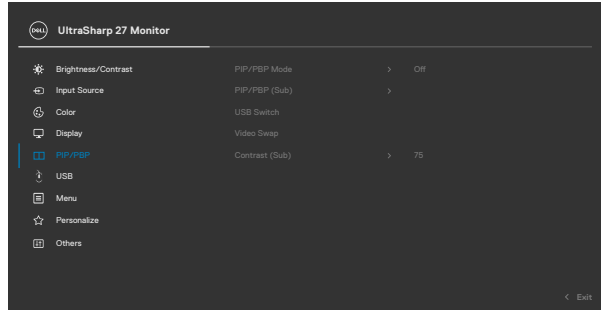 DELL UltraSharp 27 Monitor
Brightness/Contrast PIP/PBP Mode > Off
Input Source PIP/PBP (Sub) >
Color USB Switch
Display Video Swap
PIP/PBP Contrast (Sub) > 75
USB
Menu
Personalize
Others
< Exit